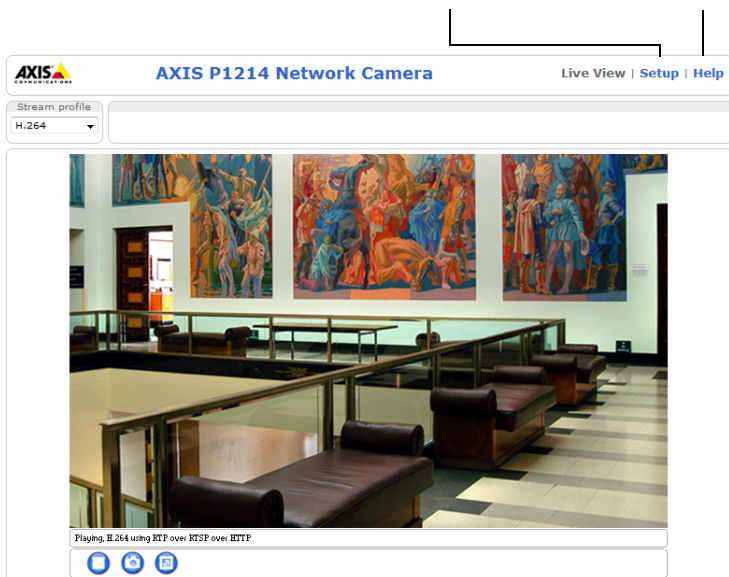 AXIS
COMMUNICATIONS
AXIS P1214 Network Camera
Live View | Setup | Help
Stream profile
H.264
Playing, H.264 using RTP over RTSP over HTTP